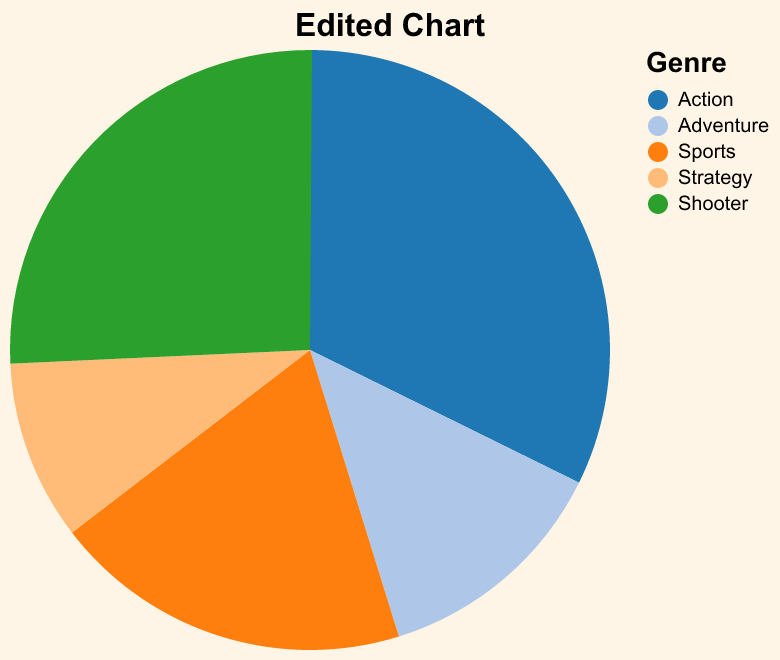 Edited Chart
Genre
Action
Adventure
Sports
Strategy
Shooter